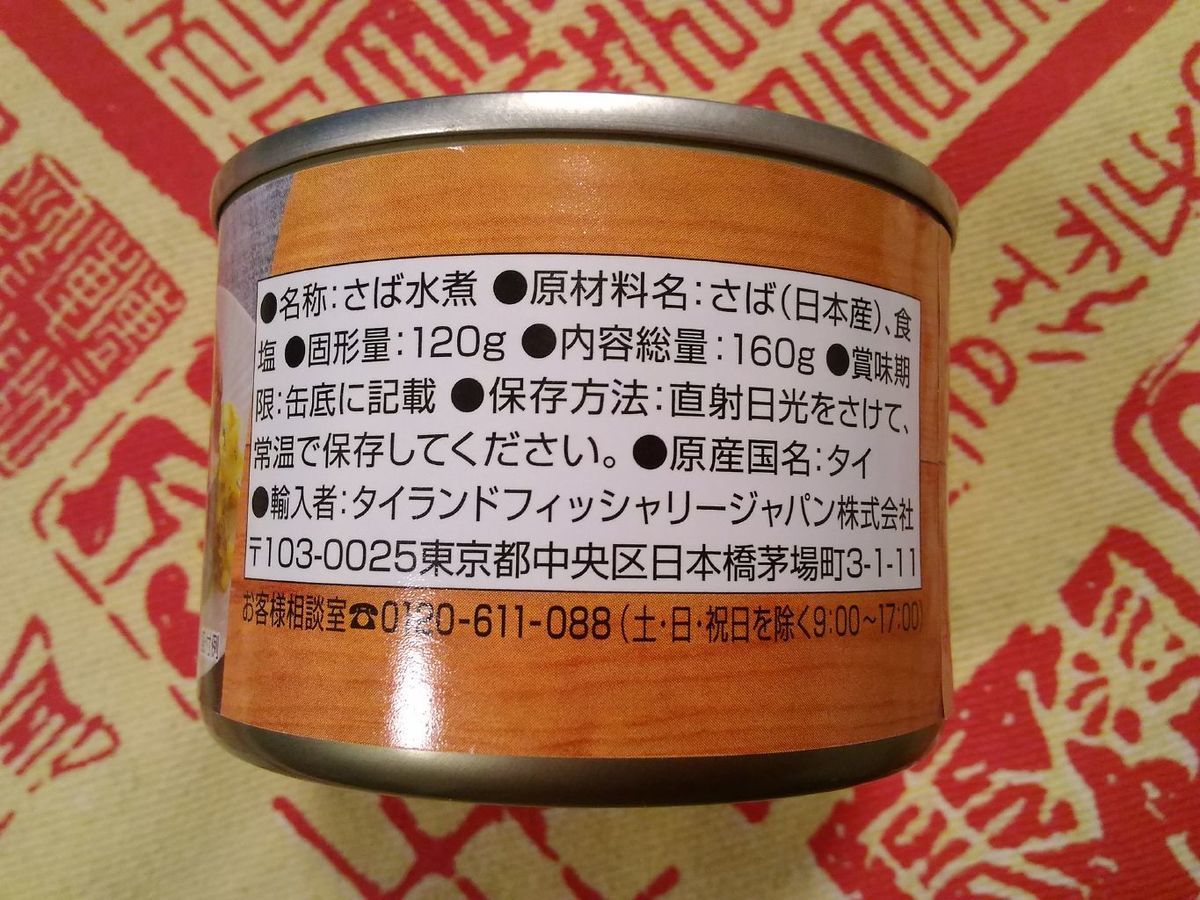 ●名称:さば水煮 ●原材料名:さば(日本産)、食
塩 ●固形量:120g ●内容総量:160g ●賞味期
限:缶底に記載 ●保存方法:直射日光をさけて、
常温で保存してください。●原産国名:タイ
●輸入者:タイランドフィッシャリージャパン株式会社
〒103-0025東京都中央区日本橋茅場町3-1-11
お客様相談室☎0120-611-088(土・日・祝日を除く9:00~17:00)